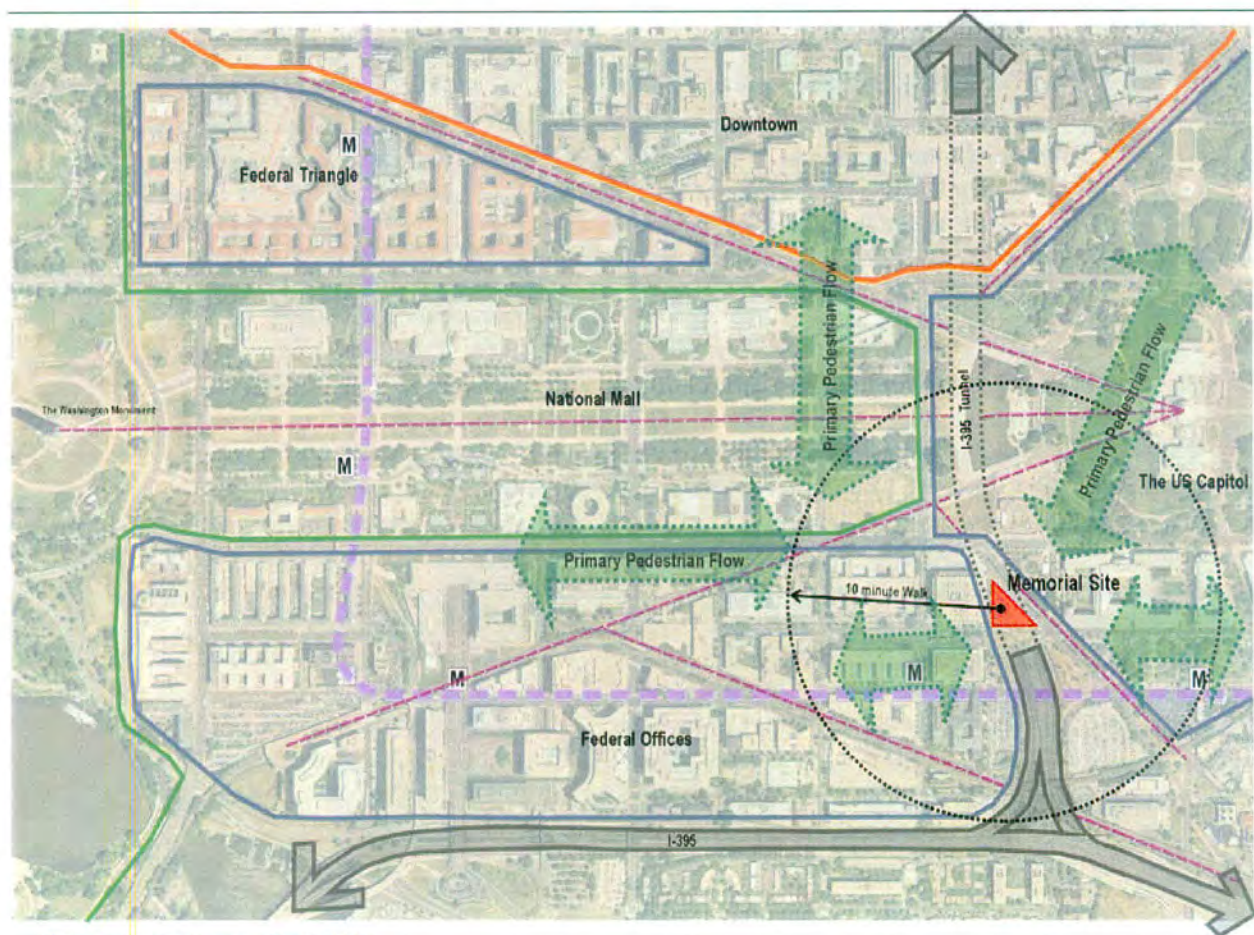 Downtown
M
Federal Triangle
Primary Pedestrian Flow
Primary Pedestrian Flow
I-395 Tunnel
National Mall
The Washington Monument
M
The US Capitol
Primary Pedestrian Flow
10 minute Walk
Memorial Site
M
M
M
Federal Offices
I-395